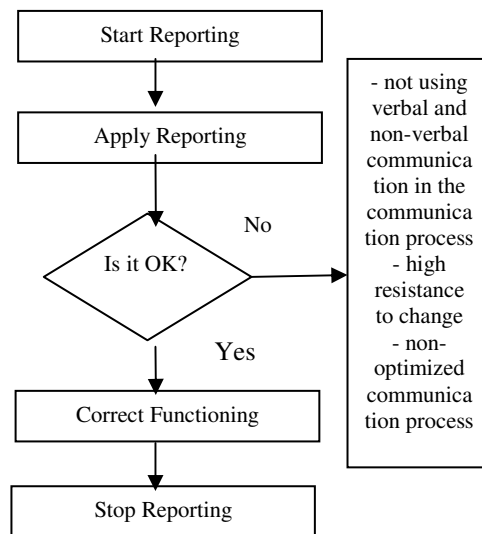 Start Reporting
Apply Reporting
Is it OK?
No
Yes
Correct Functioning
Stop Reporting
- not using
verbal and
non-verbal
communica
tion in the
communica
tion process
- high
resistance
to change
- non-
optimized
communica
tion process